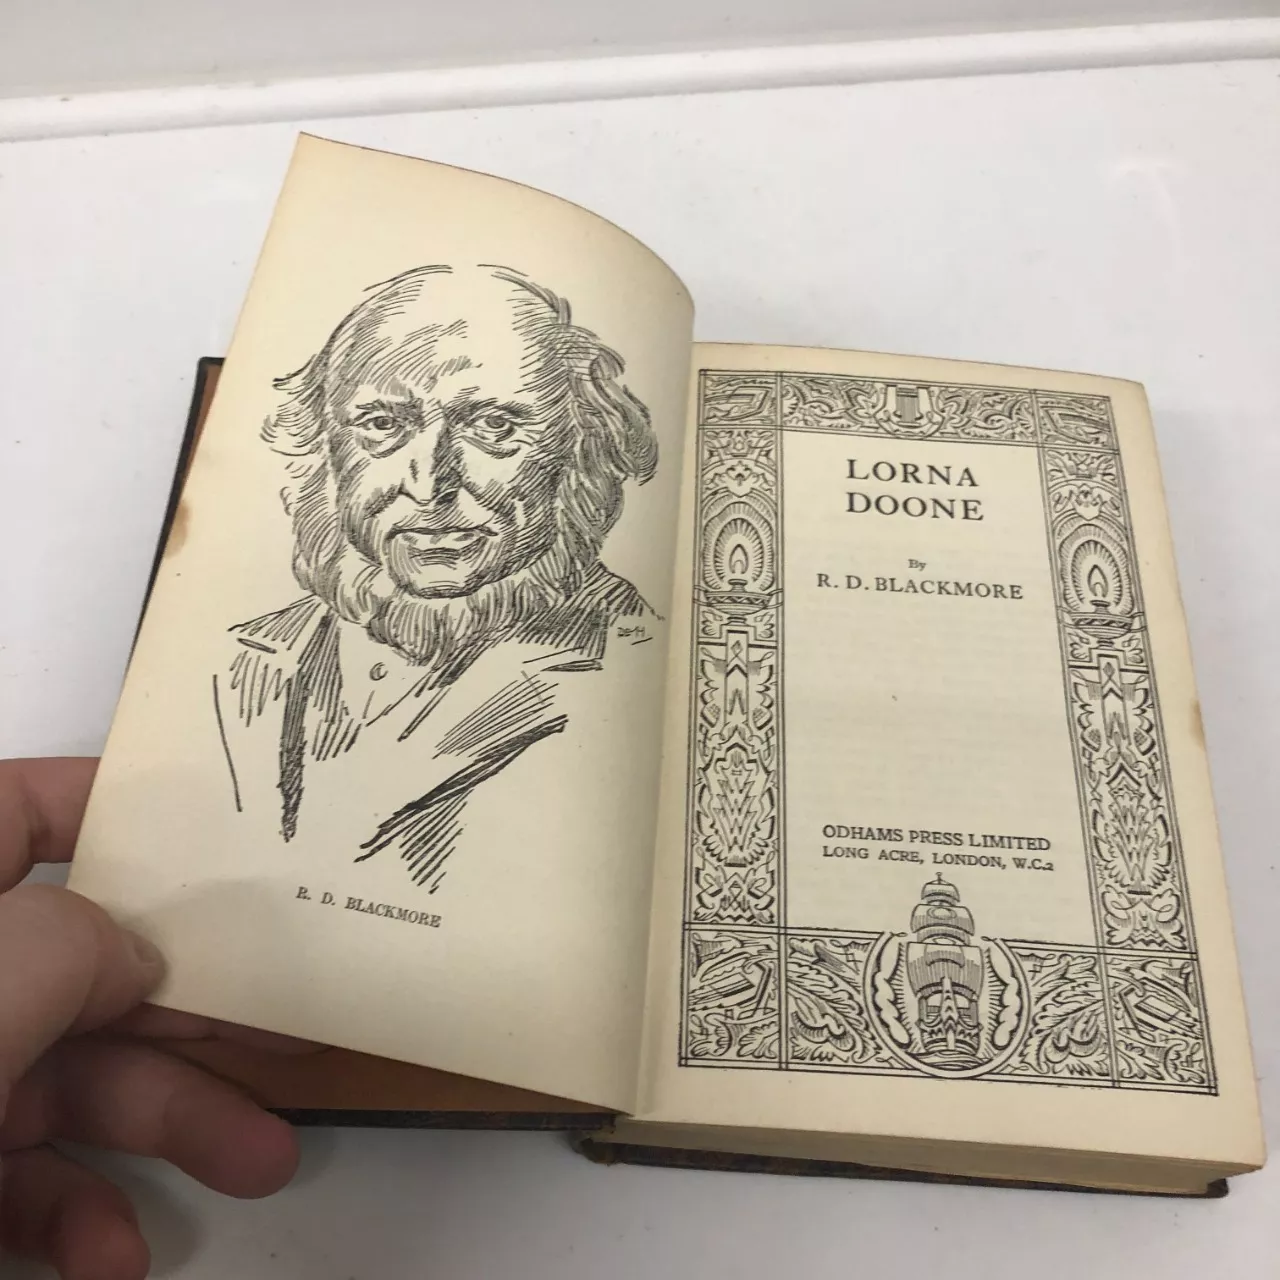 R. D. BLACKMORE
LORNA
DOONE
By
R. D. BLACKMORE
ODHAMS PRESS LIMITED
LONG ACRE, LONDON, W.C.2